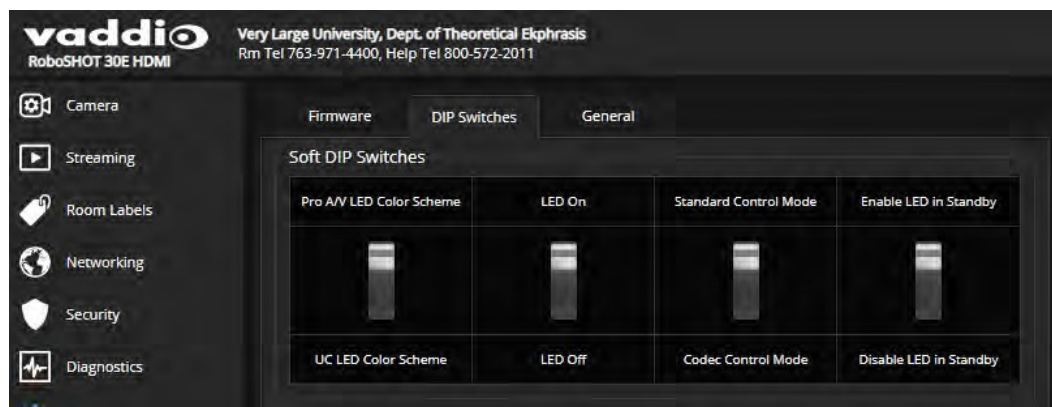 vaddio
RoboSHOT 30E HDMI
Very Large University, Dept. of Theoretical Ekphrasis
Rm Tel 763-971-4400, Help Tel 800-572-2011
Camera
Streaming
Room Labels
Networking
Security
Diagnostics
Firmware DIP Switches General
Soft DIP Switches
Pro A/V LED Color Scheme LED On Standard Control Mode Enable LED in Standby
UC LED Color Scheme LED Off Codec Control Mode Disable LED in Standby